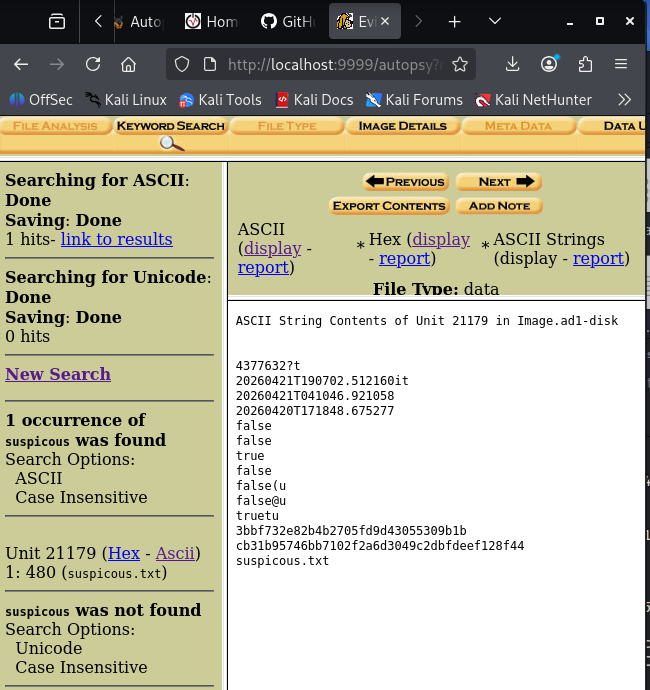 Autop
Hom
GitHu
Evi
http://localhost:9999/autopsy?
OffSec
Kali Linux
Kali Tools
Kali Docs
Kali Forums
Kali NetHunter
FILE ANALYSIS
KEYWORD SEARCH
FILE TYPE
IMAGE DETAILS
META DATA
DATA U
Searching for ASCII:
Done
Saving: Done
1 hits- link to results
Searching for Unicode:
Done
Saving: Done
0 hits
New Search
1 occurrence of
suspicous was found
Search Options:
ASCII
Case Insensitive
Unit 21179 (Hex - Ascii)
1: 480 (suspicous.txt)
suspicous was not found
Search Options:
Unicode
Case Insensitive
PREVIOUS NEXT
EXPORT CONTENTS ADD NOTE
ASCII
(display -
report)
* Hex (display
- report)
* ASCII Strings
(display - report)
File Type: data
ASCII String Contents of Unit 21179 in Image.ad1-disk
4377632?t
20260421T190702.512160it
20260421T041046.921058
20260420T171848.675277
false
false
true
false
false(u
false@u
truetu
3bbf732e82b4b2705fd9d43055309b1b
cb31b95746bb7102f2a6d3049c2dbfdeef128f44
suspicous.txt